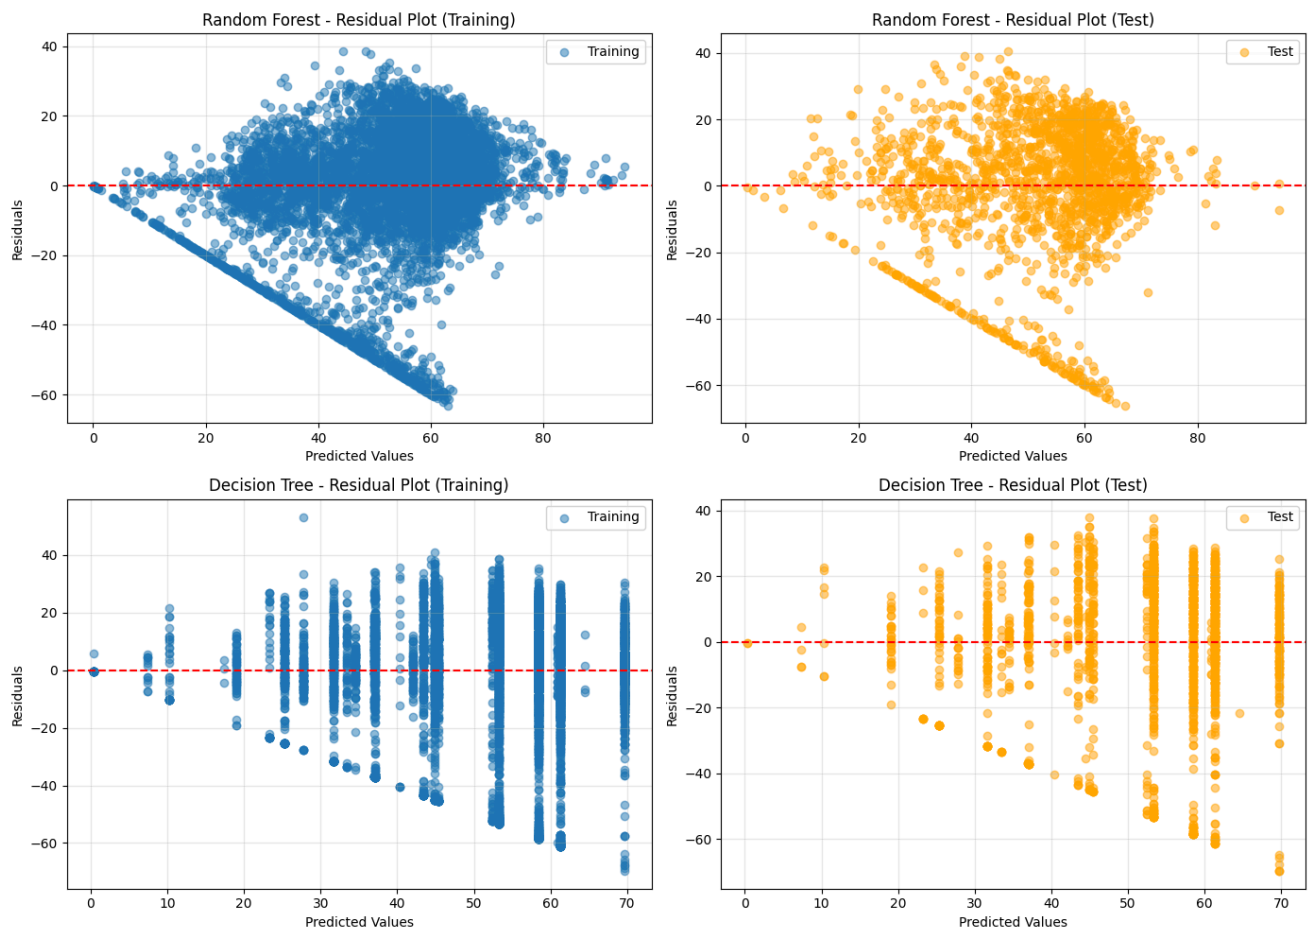 Random Forest - Residual Plot (Training)
Training
40
20
0
−20
−40
−60
Residuals
0 20 40 60 80
Predicted Values
Random Forest - Residual Plot (Test)
Test
40
20
0
−20
−40
−60
Residuals
0 20 40 60 80
Predicted Values
Decision Tree - Residual Plot (Training)
Training
40
20
0
−20
−40
−60
Residuals
0 10 20 30 40 50 60 70
Predicted Values
Decision Tree - Residual Plot (Test)
Test
40
20
0
−20
−40
−60
Residuals
0 10 20 30 40 50 60 70
Predicted Values